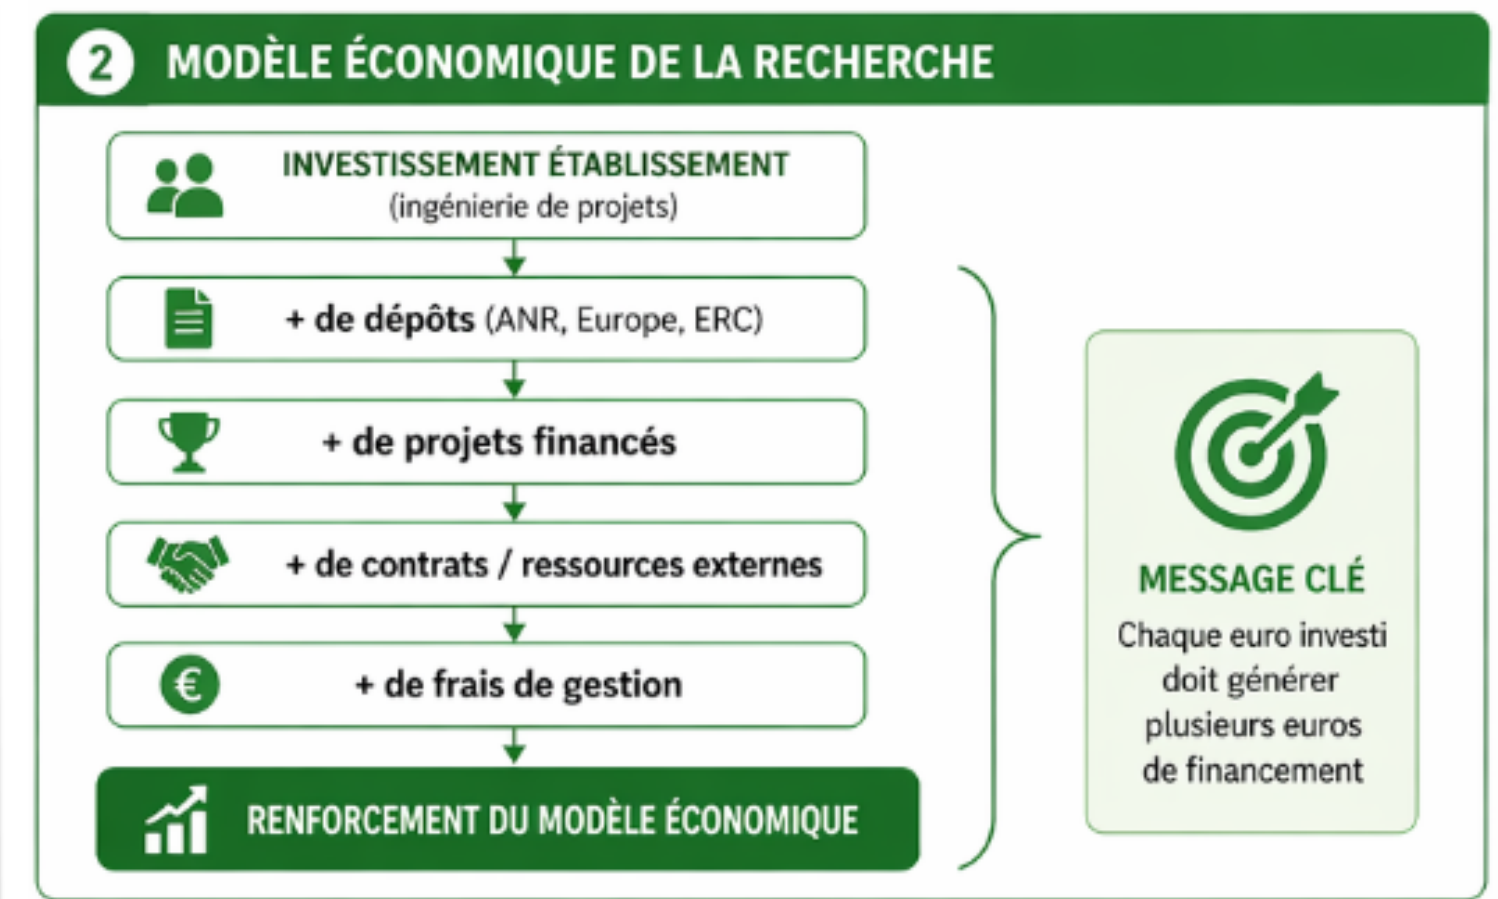 2 MODÈLE ÉCONOMIQUE DE LA RECHERCHE
INVESTISSEMENT ÉTABLISSEMENT
(ingénierie de projets)
+ de dépôts (ANR, Europe, ERC)
+ de projets financés
+ de contrats / ressources externes
€ + de frais de gestion
RENFORCEMENT DU MODÈLE ÉCONOMIQUE
MESSAGE CLÉ
Chaque euro investi
doit générer
plusieurs euros
de financement